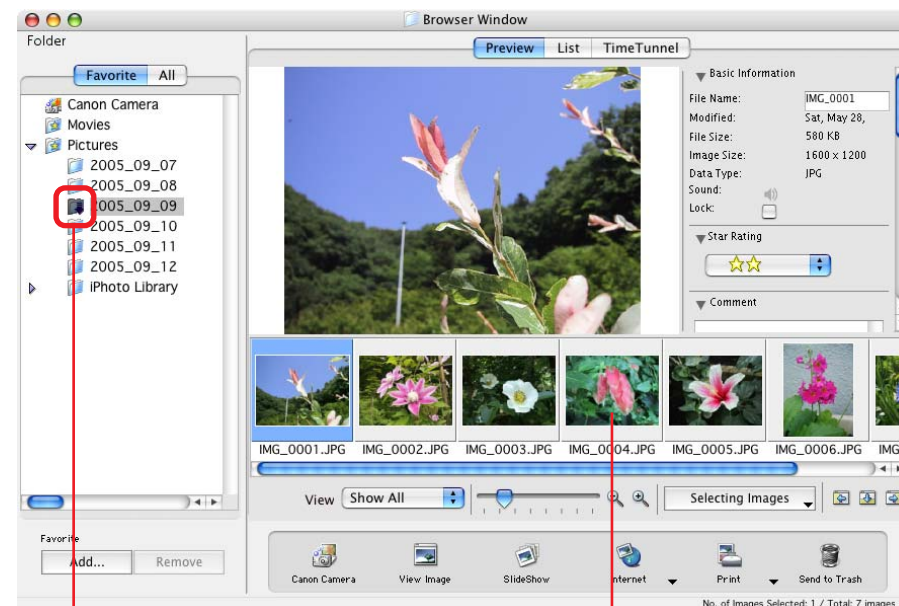 Browser Window
Folder
Favorite All
Canon Camera
Movies
Pictures
2005_09_07
2005_09_08
2005_09_09
2005_09_10
2005_09_11
2005_09_12
iPhoto Library
Preview List TimeTunnel
Basic Information
File Name: IMG_0001
Modified: Sat, May 28,
File Size: 580 KB
Image Size: 1600 x 1200
Data Type: JPG
Sound:
Lock:
Star Rating
Comment
IMG_0001.JPG IMG_0002.JPG IMG_0003.JPG IMG_0004.JPG IMG_0005.JPG IMG_0006.JPG IMG
View Show All Selecting Images
Favorite
Add... Remove
Canon Camera View Image SlideShow Internet Print Send to Trash
No. of Images Selected: 1 / Total: 7 images